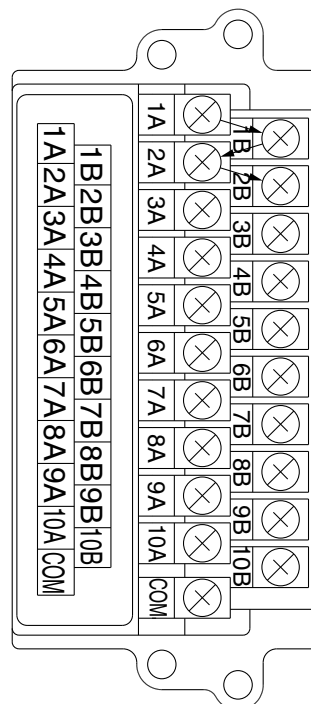 1A 2A 3A 4A 5A 6A 7A 8A 9A 10A COM
1B 2B 3B 4B 5B 6B 7B 8B 9B 10B
1A
2A
3A
4A
5A
6A
7A
8A
9A
10A
COM
1B
2B
3B
4B
5B
6B
7B
8B
9B
10B